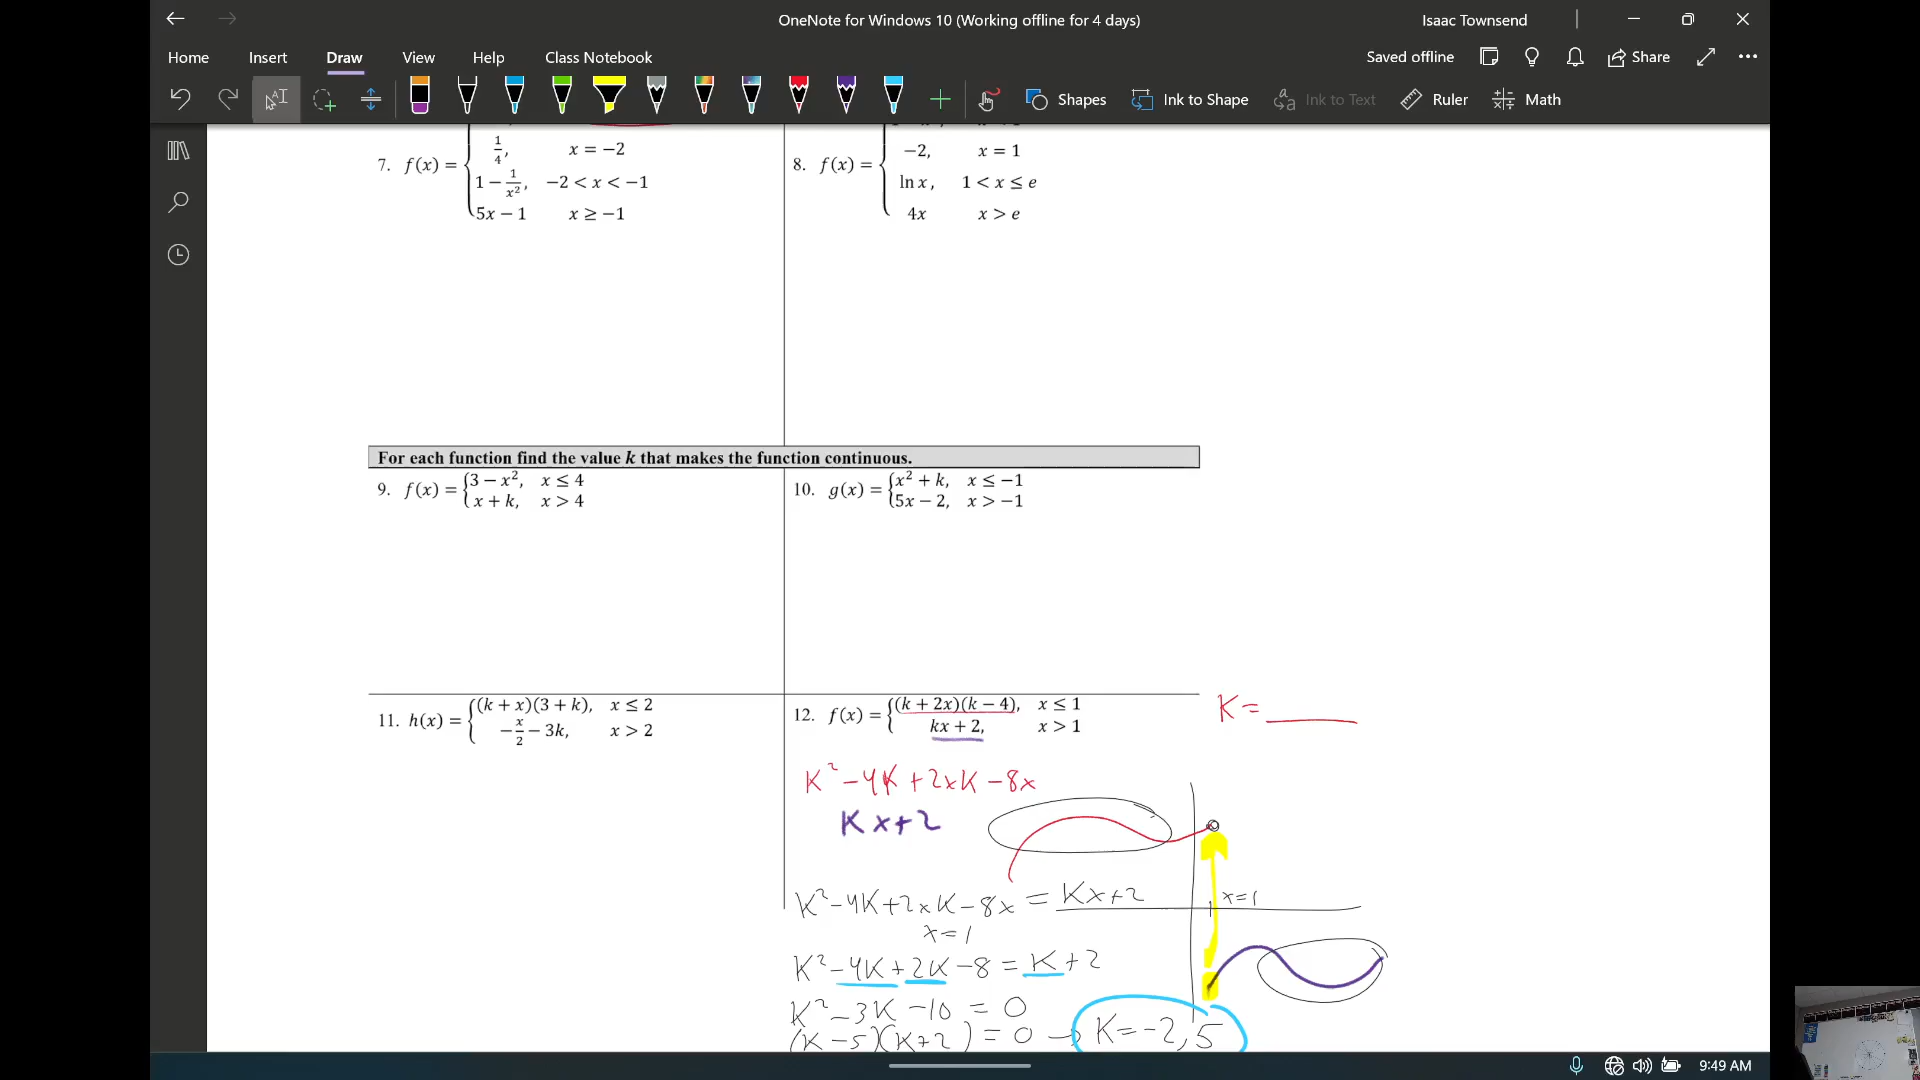 OneNote for Windows 10 (Working offline for 4 days)
Isaac Townsend
Home Insert Draw View Help Class Notebook
Saved offline Share
Shapes Ink to Shape Ink to Text Ruler Math
7. f(x) = { 1/4, x = −2
1 − 1/x², −2 < x < −1
5x − 1 x ≥ −1
8. f(x) = { −2, x = 1
ln x, 1 < x ≤ e
4x x > e
For each function find the value k that makes the function continuous.
9. f(x) = { 3 − x², x ≤ 4
x + k, x > 4
10. g(x) = { x² + k, x ≤ −1
5x − 2, x > −1
11. h(x) = { (k + x)(3 + k), x ≤ 2
−x/2 − 3k, x > 2
12. f(x) = { (k + 2x)(k − 4), x ≤ 1
kx + 2, x > 1
K = ____
K² − 4K + 2xK − 8x
Kx + 2
K² − 4K + 2xK − 8x = Kx + 2
x = 1
x = 1
K² − 4K + 2K − 8 = K + 2
K² − 3K − 10 = 0
(K − 5)(K + 2) = 0 → K = −2, 5
9:49 AM